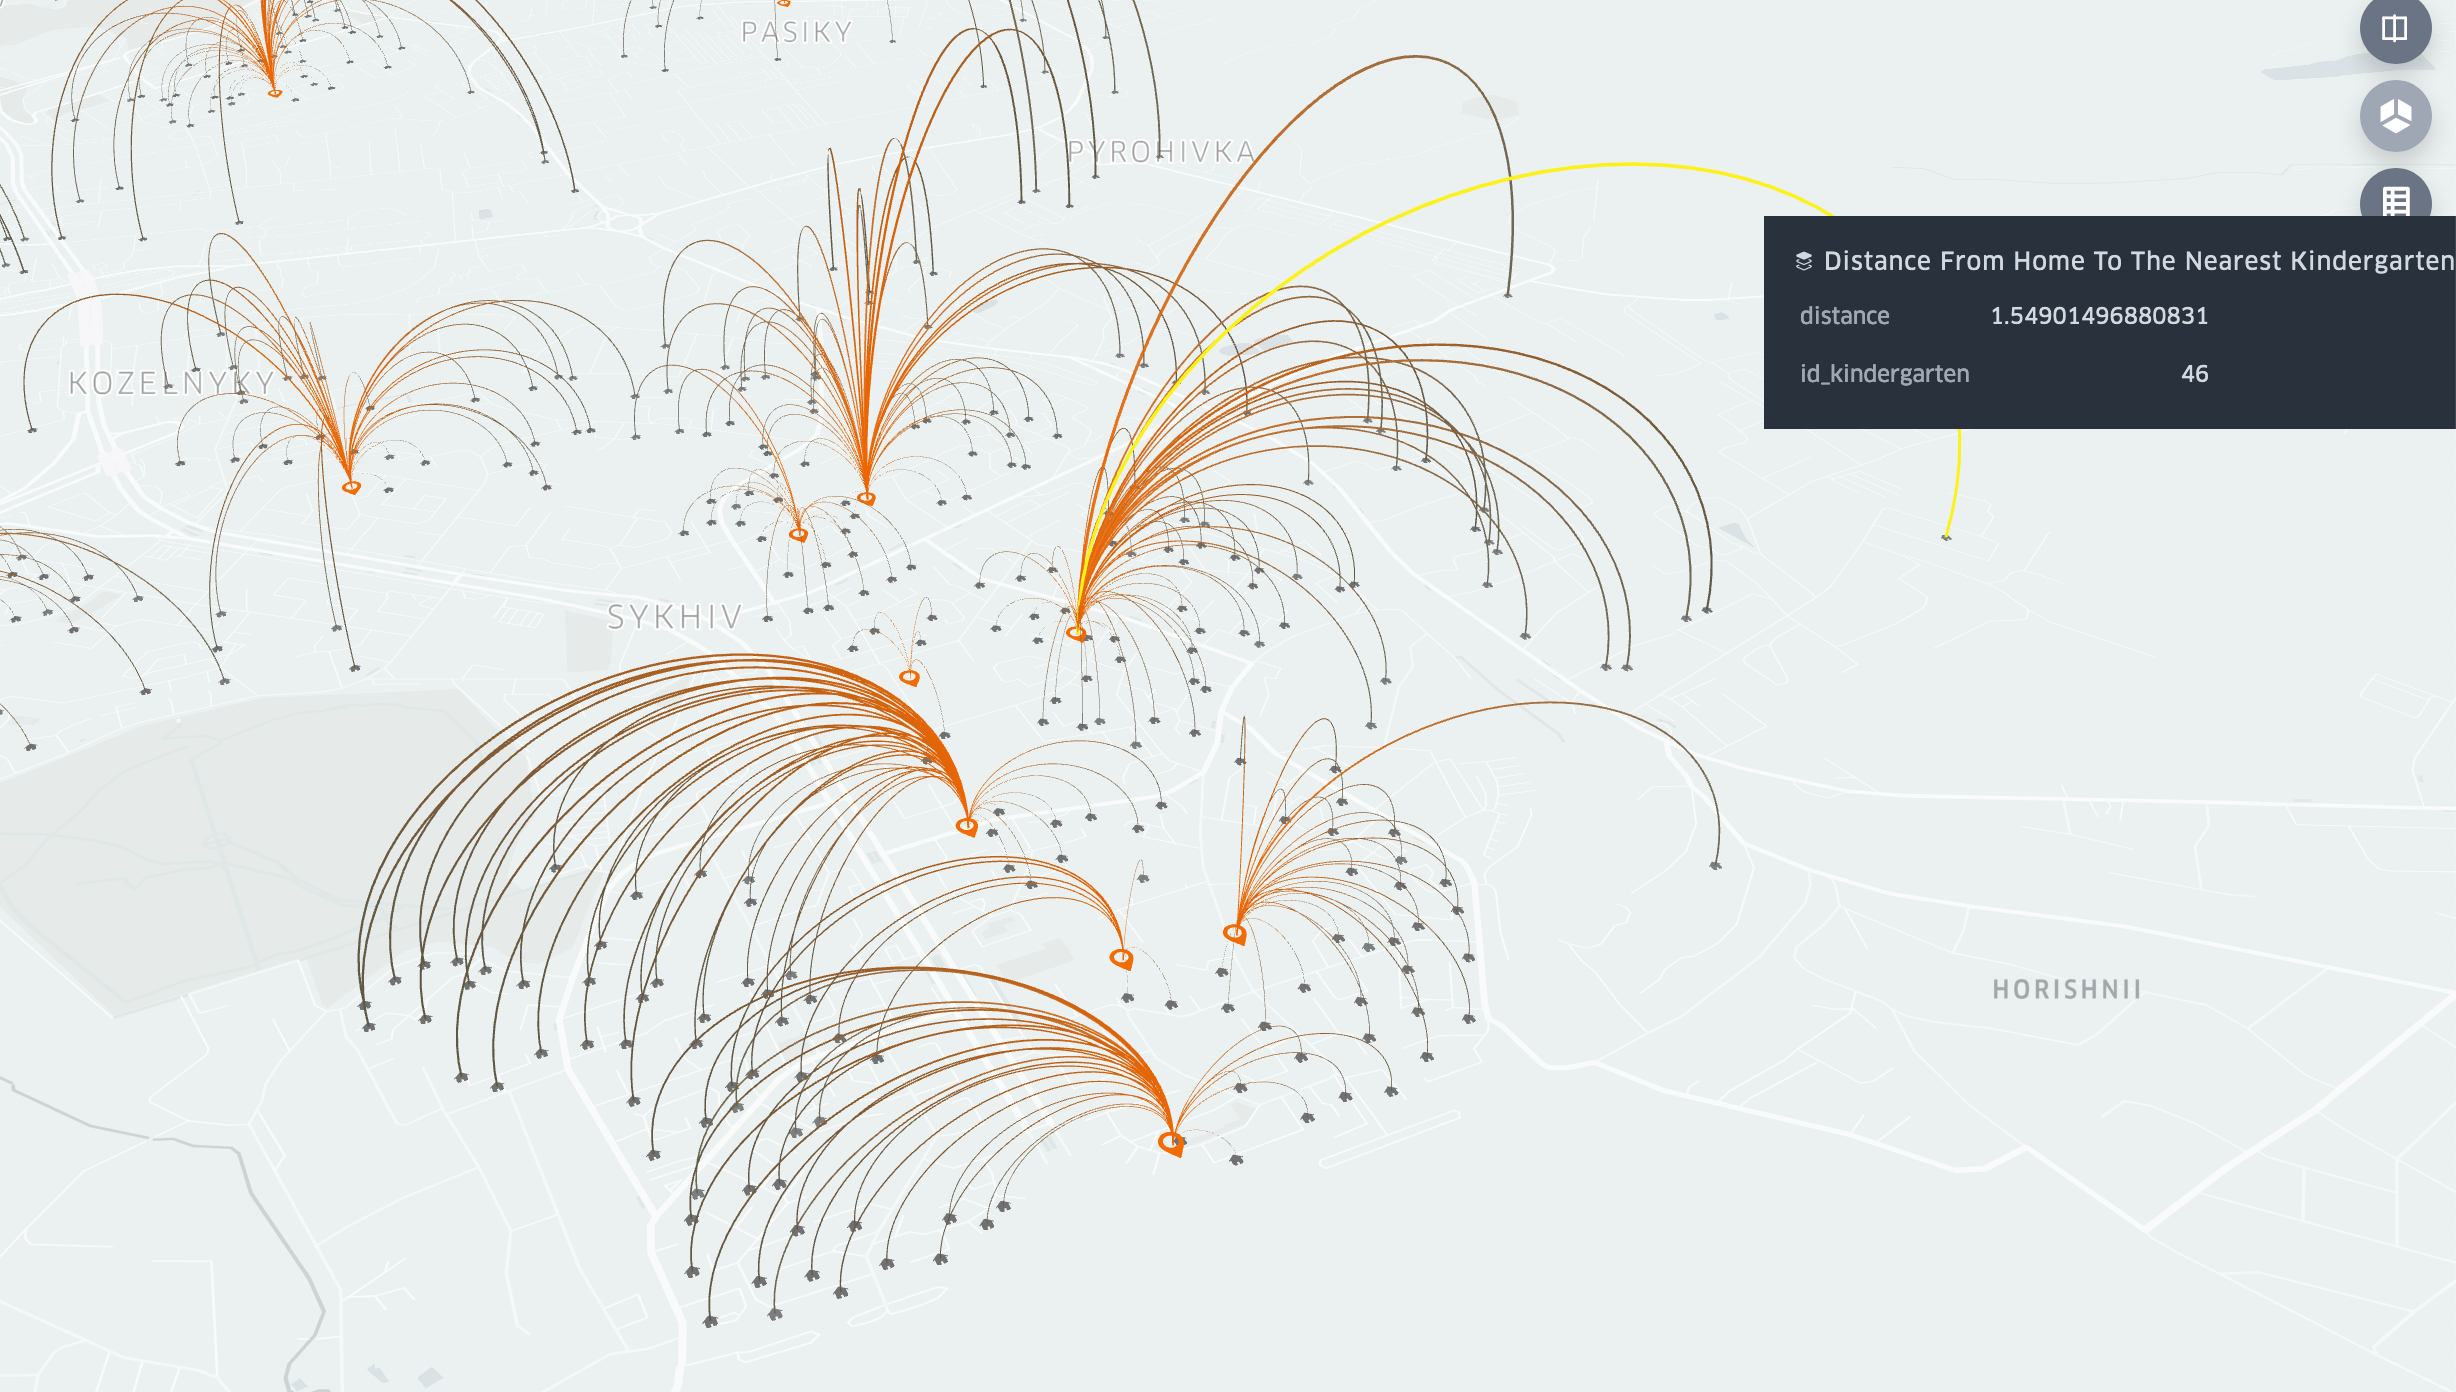 PASIKY
PYROHIVKA
Distance From Home To The Nearest Kindergarten
distance 1.54901496880831
id_kindergarten 46
KOZELNYKY
SYKHIV
HORISHNII